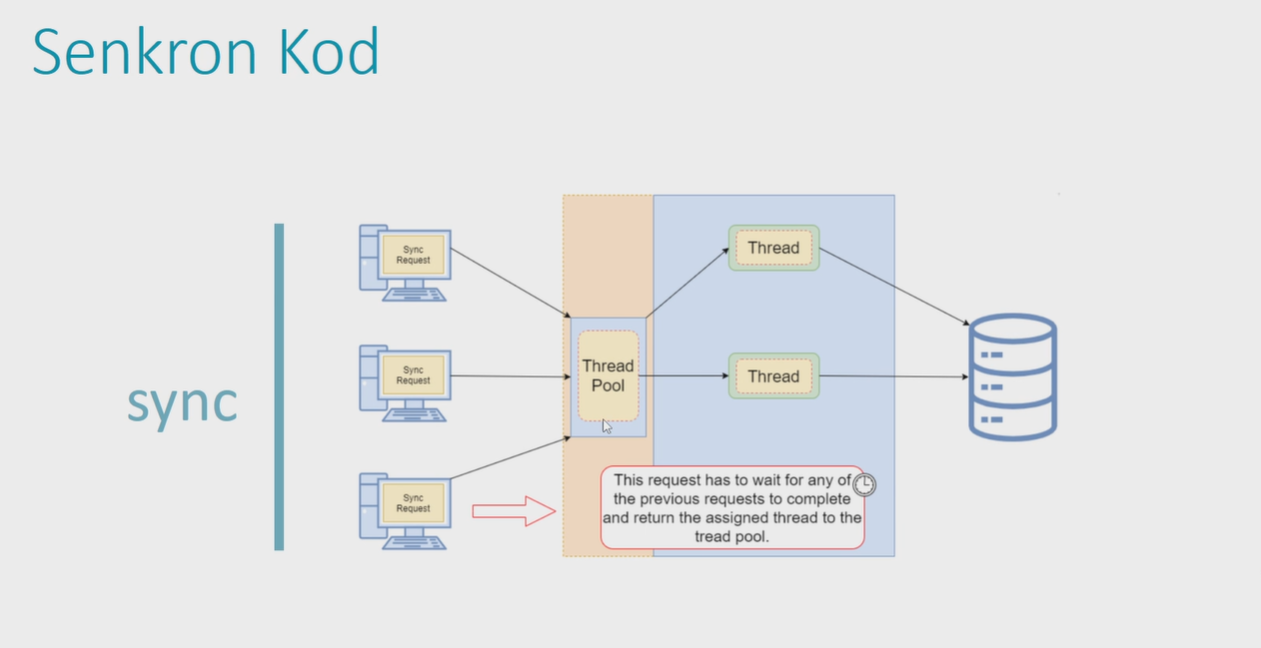 Senkron Kod
sync
Sync
Request
Sync
Request
Sync
Request
Thread
Pool
Thread
Thread
This request has to wait for any of
the previous requests to complete
and return the assigned thread to the
tread pool.